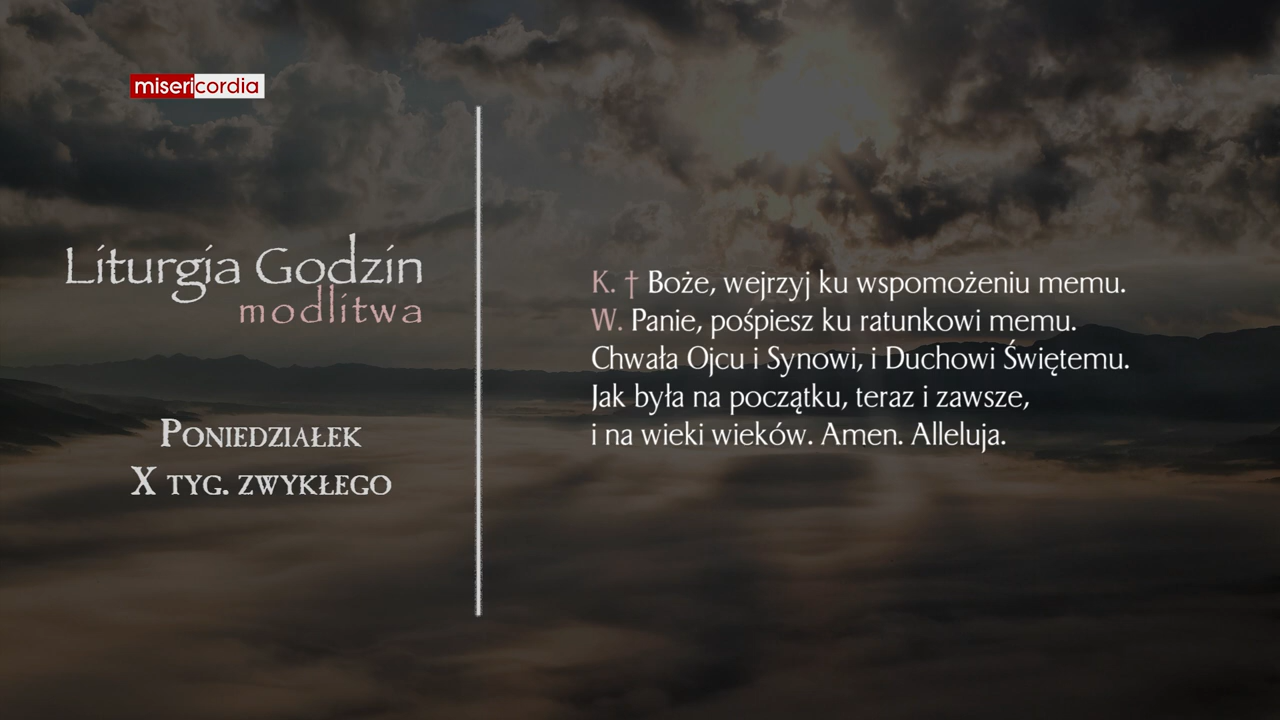 misericordia
Liturgia Godzin
modlitwa
Poniedziałek
X tyg. zwykłego
K. † Boże, wejrzyj ku wspomożeniu memu.
W. Panie, pośpiesz ku ratunkowi memu.
Chwała Ojcu i Synowi, i Duchowi Świętemu.
Jak była na początku, teraz i zawsze,
i na wieki wieków. Amen. Alleluja.